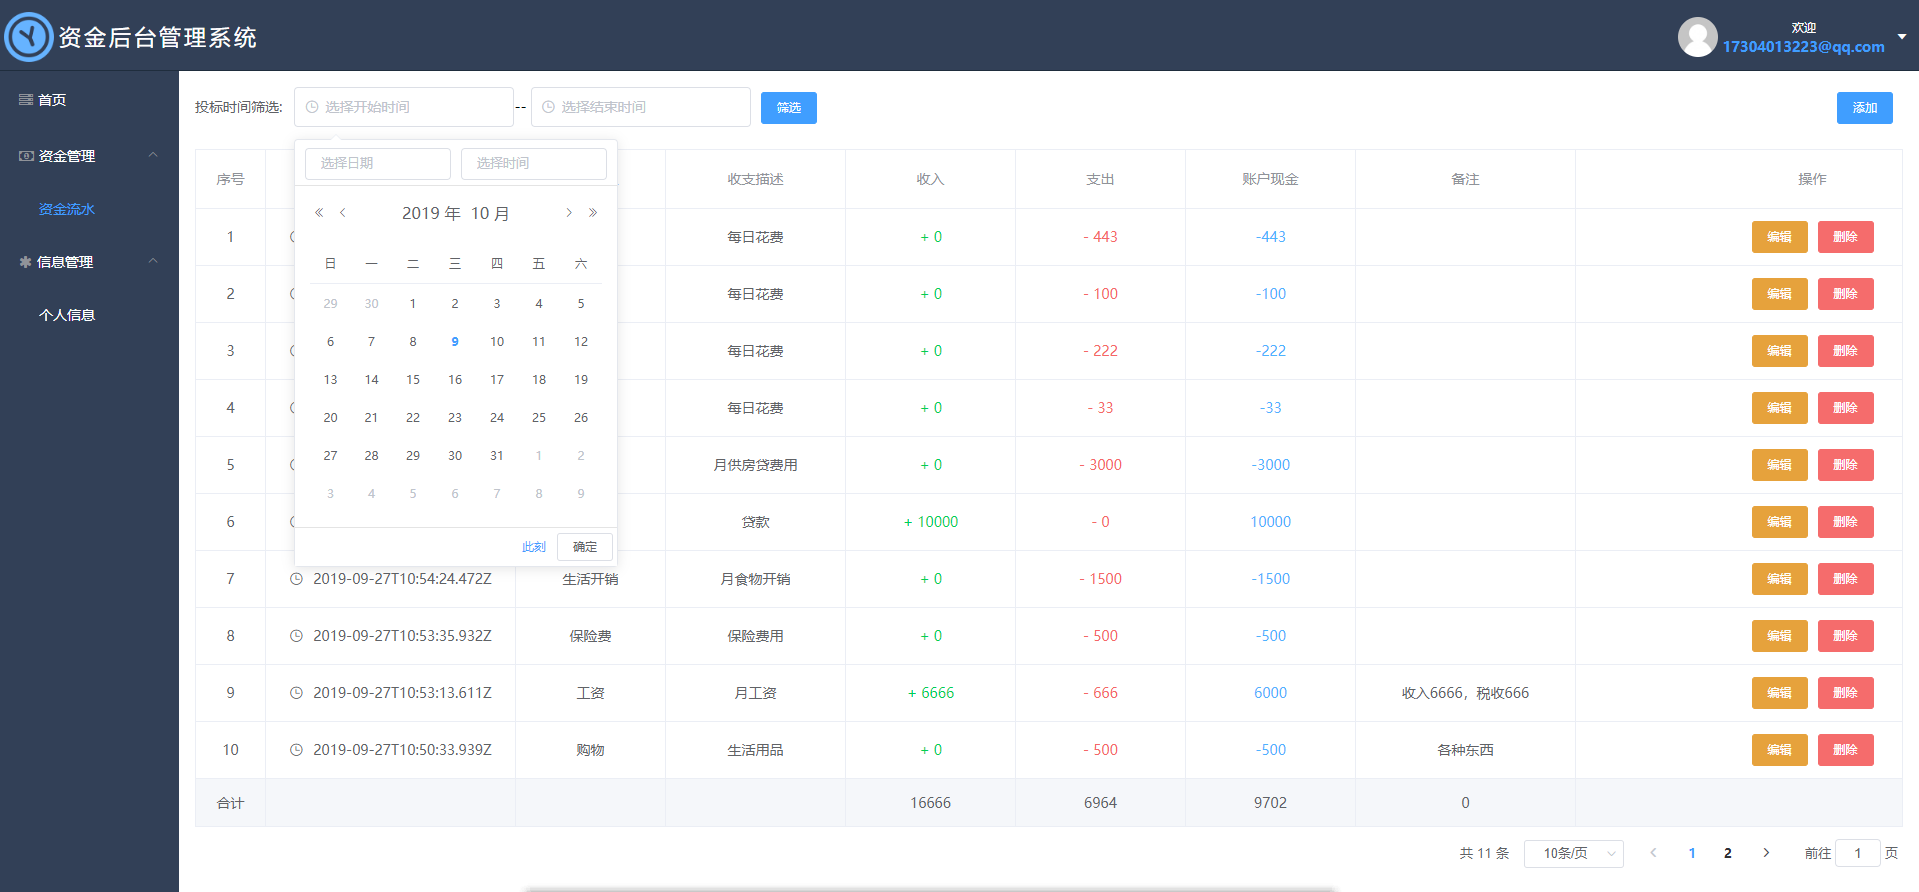 资金后台管理系统
欢迎
17304013223@qq.com
首页
资金管理
资金流水
信息管理
个人信息
投标时间筛选: 选择开始时间 -- 选择结束时间 筛选 添加
选择日期 选择时间
2019 年 10 月
日 一 二 三 四 五 六
29 30 1 2 3 4 5
6 7 8 9 10 11 12
13 14 15 16 17 18 19
20 21 22 23 24 25 26
27 28 29 30 31 1 2
3 4 5 6 7 8 9
此刻 确定
序号 收支描述 收入 支出 账户现金 备注 操作
1 每日花费 + 0 - 443 -443 编辑 删除
2 每日花费 + 0 - 100 -100 编辑 删除
3 每日花费 + 0 - 222 -222 编辑 删除
4 每日花费 + 0 - 33 -33 编辑 删除
5 月供房贷费用 + 0 - 3000 -3000 编辑 删除
6 贷款 + 10000 - 0 10000 编辑 删除
7 2019-09-27T10:54:24.472Z 生活开销 月食物开销 + 0 - 1500 -1500 编辑 删除
8 2019-09-27T10:53:35.932Z 保险费 保险费用 + 0 - 500 -500 编辑 删除
9 2019-09-27T10:53:13.611Z 工资 月工资 + 6666 - 666 6000 收入6666，税收666 编辑 删除
10 2019-09-27T10:50:33.939Z 购物 生活用品 + 0 - 500 -500 各种东西 编辑 删除
合计 16666 6964 9702 0
共 11 条 10条/页 1 2 前往 1 页